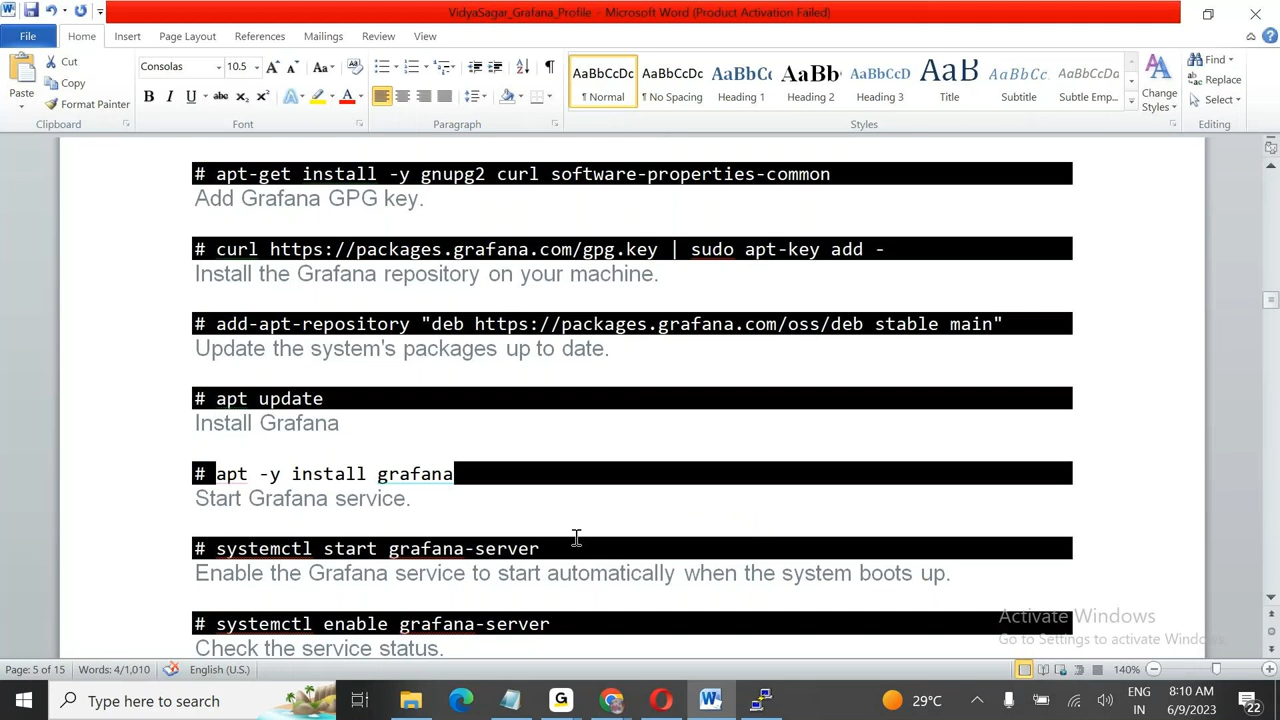 VidyaSagar_Grafana_Profile - Microsoft Word (Product Activation Failed)
File Home Insert Page Layout References Mailings Review View
Paste
Cut
Copy
Format Painter
Clipboard
Consolas 10.5
Font
Paragraph
AaBbCcDc AaBbCcDc AaBbCc AaBb AaBbCcDc AaB AaBbCc. AaBbCcDc
¶ Normal ¶ No Spacing Heading 1 Heading 2 Heading 3 Title Subtitle Subtle Emp...
Change Styles
Styles
Find
Replace
Select
Editing
# apt-get install -y gnupg2 curl software-properties-common
Add Grafana GPG key.
# curl https://packages.grafana.com/gpg.key | sudo apt-key add -
Install the Grafana repository on your machine.
# add-apt-repository "deb https://packages.grafana.com/oss/deb stable main"
Update the system's packages up to date.
# apt update
Install Grafana
# apt -y install grafana
Start Grafana service.
# systemctl start grafana-server
Enable the Grafana service to start automatically when the system boots up.
# systemctl enable grafana-server
Check the service status.
Activate Windows
Go to Settings to activate Windows.
Page: 5 of 15 Words: 4/1,010 English (U.S.) 140%
Type here to search
29°C
ENG
IN
8:10 AM
6/9/2023
22